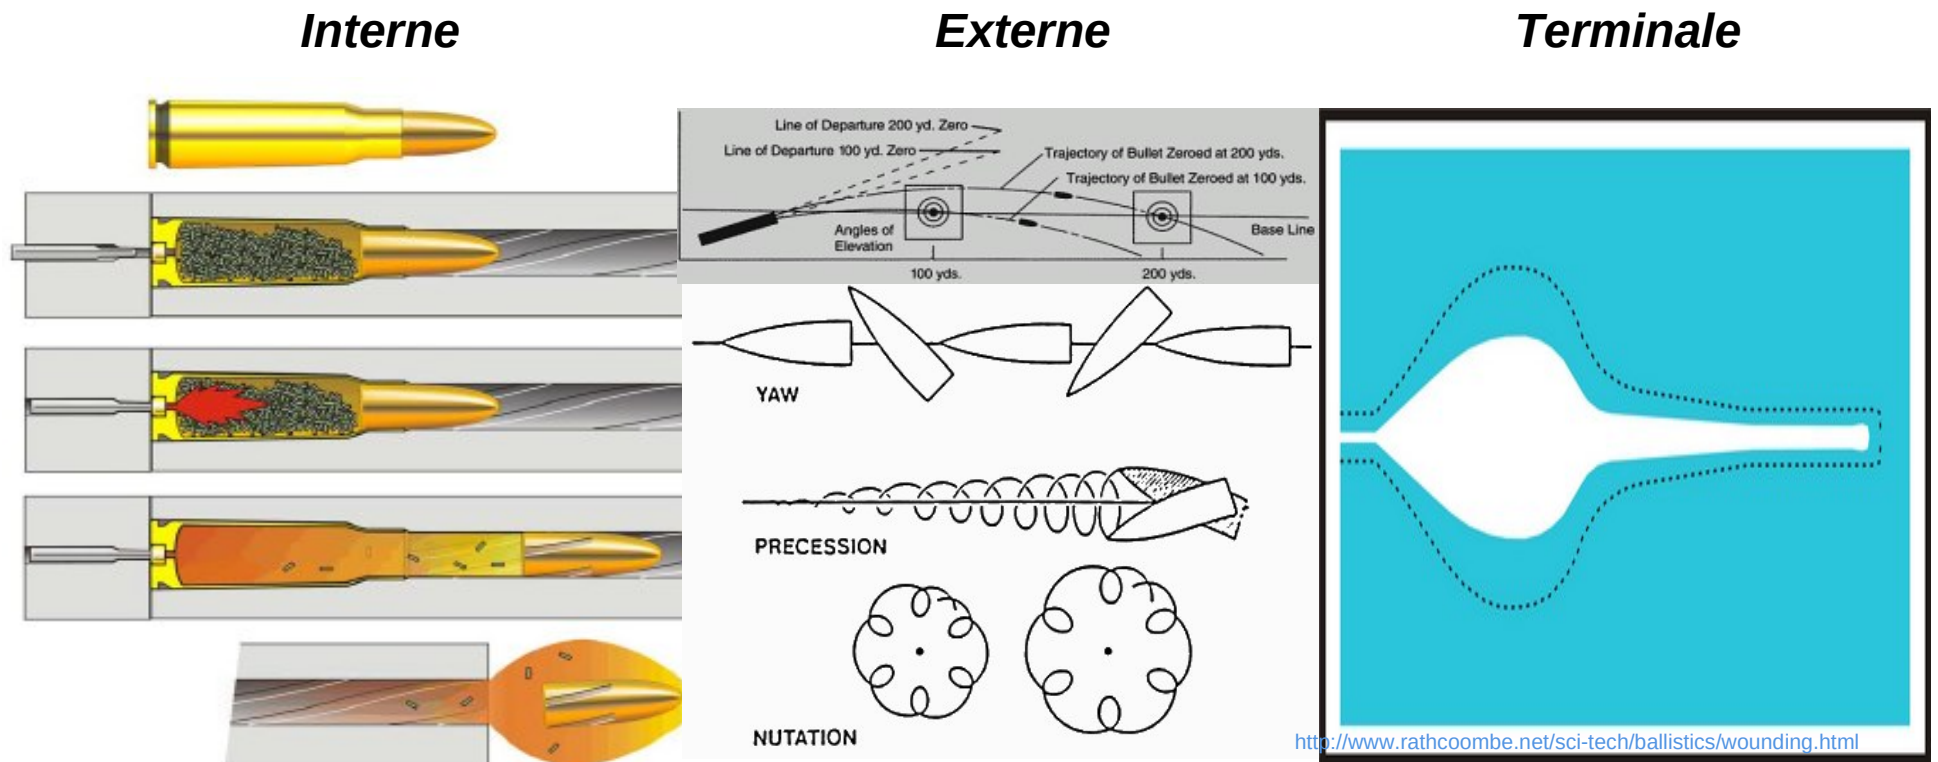 Interne
Externe
Terminale
Line of Departure 200 yd. Zero
Line of Departure 100 yd. Zero
Trajectory of Bullet Zeroed at 200 yds.
Trajectory of Bullet Zeroed at 100 yds.
Angles of
Elevation
Base Line
100 yds.
200 yds.
YAW
PRECESSION
NUTATION
http://www.rathcoombe.net/sci-tech/ballistics/wounding.html